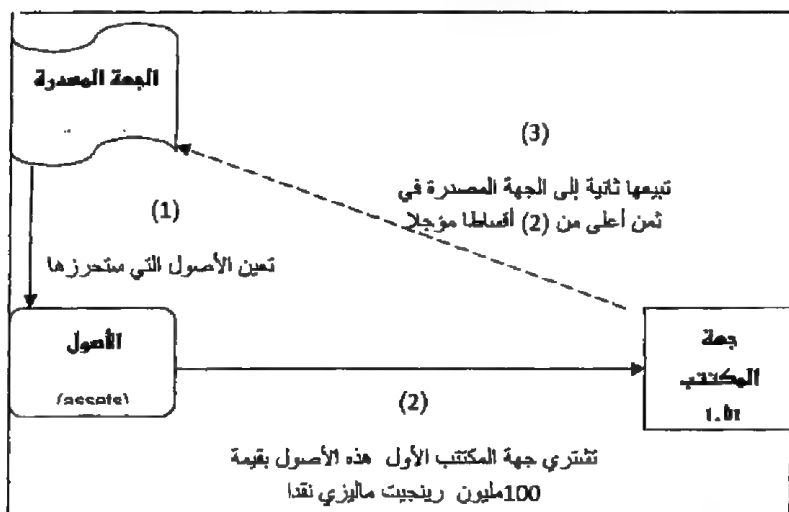 الجهة المصدرة
(3)
تبيعها ثانية إلى الجهة المصدرة في
ثمن أعلى من (2) أقساطا مؤجلا
(1)
تعين الأصول التي ستحرزها
الأصول
(assets)
جهة
المكتتب
(2)
تشتري جهة المكتتب الأول هذه الأصول بقيمة
100مليون رينجيت ماليزي نقدا